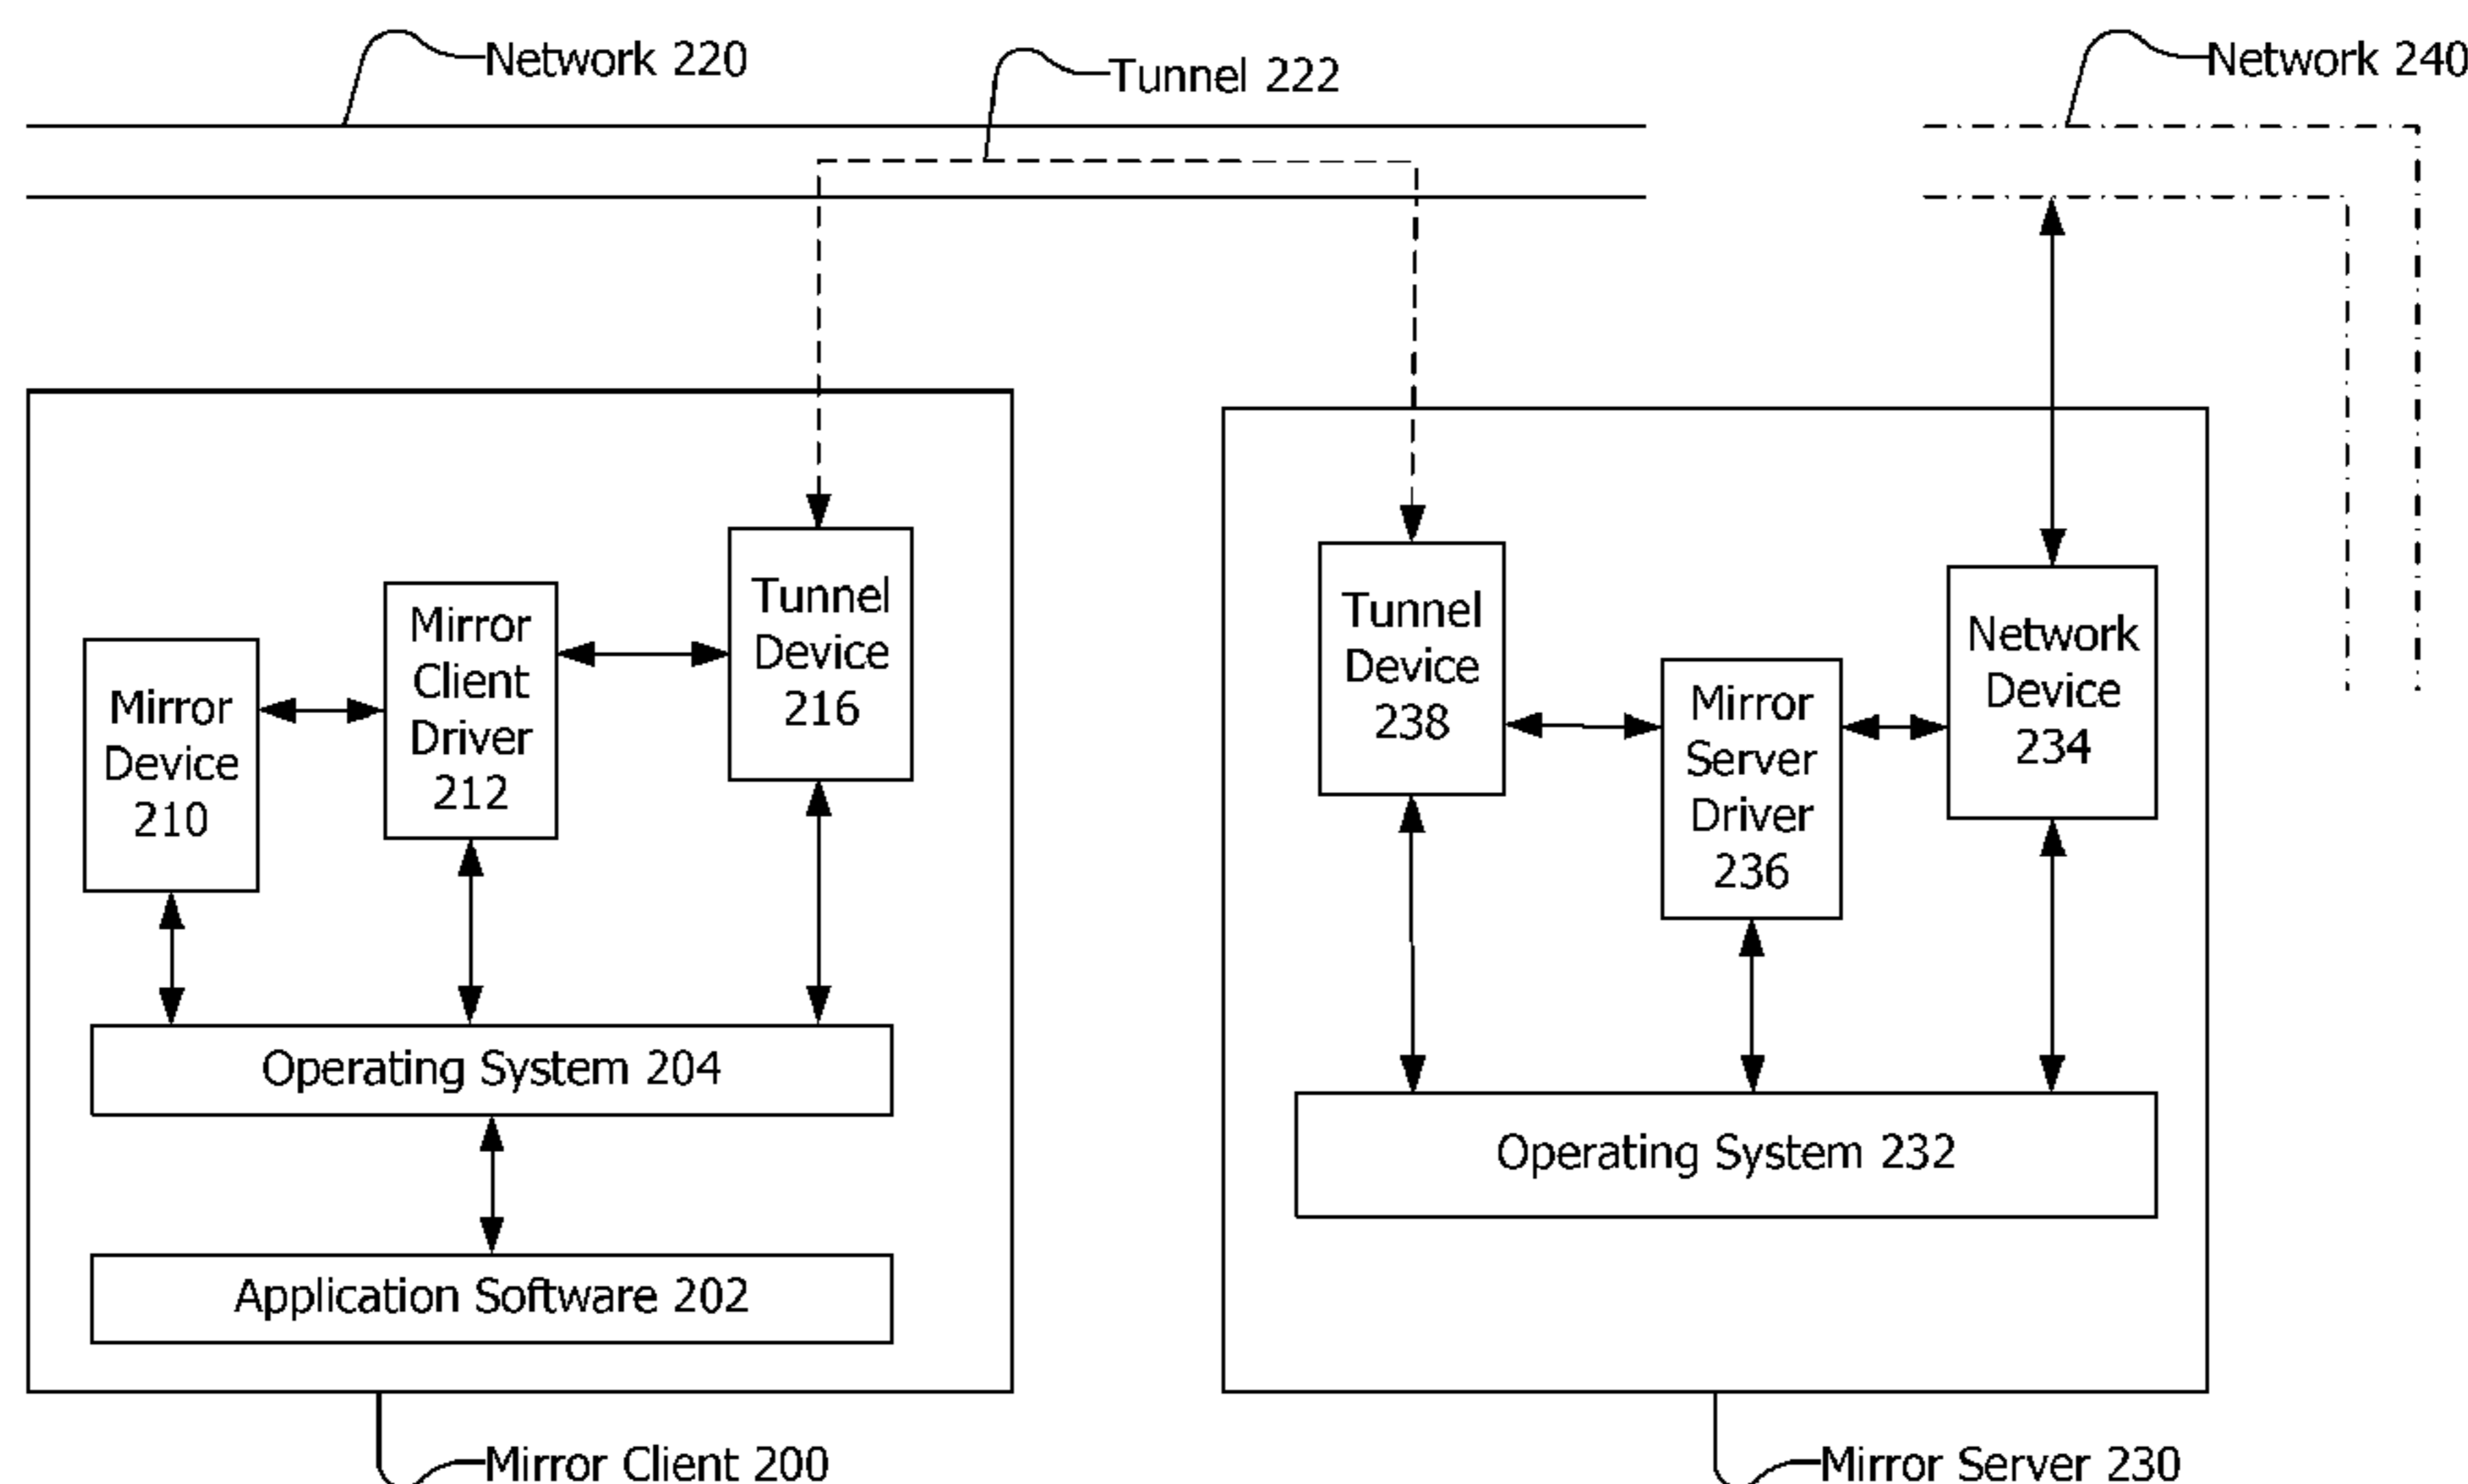 Network 220
Tunnel 222
Network 240
Mirror
Device
210
Mirror
Client
Driver
212
Tunnel
Device
216
Operating System 204
Application Software 202
Mirror Client 200
Tunnel
Device
238
Mirror
Server
Driver
236
Network
Device
234
Operating System 232
Mirror Server 230